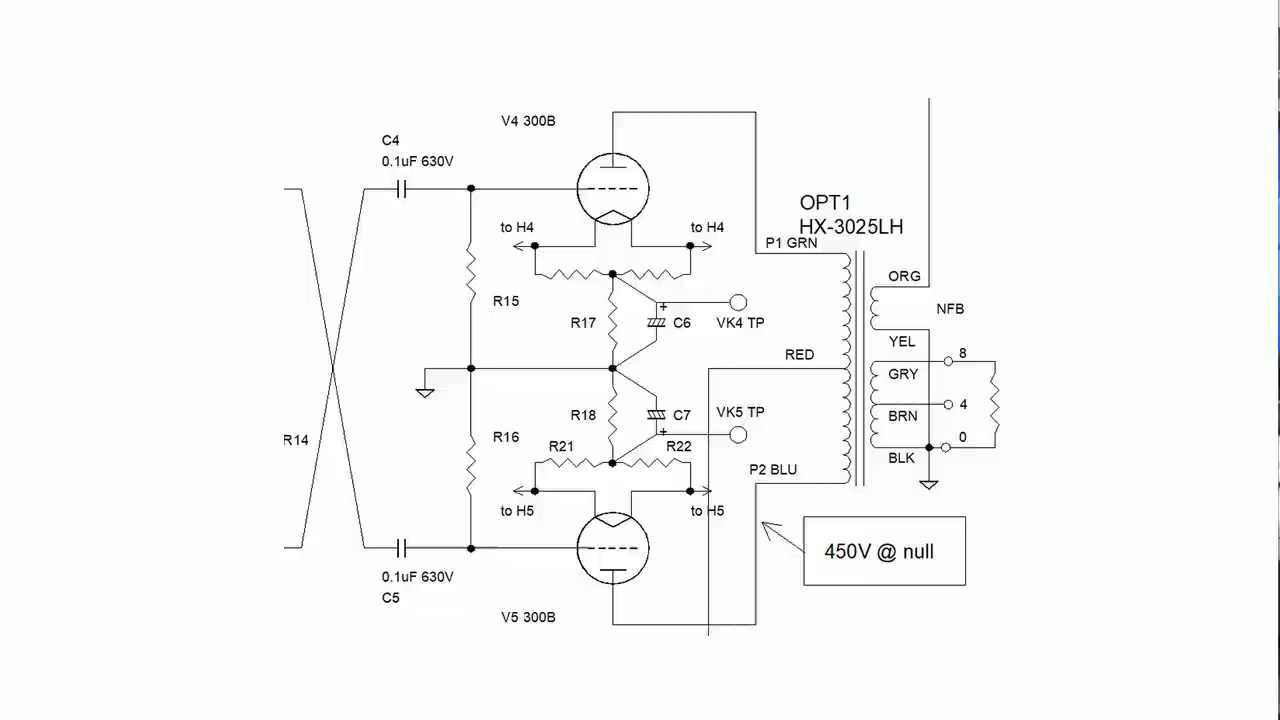 V4 300B
C4
0.1uF 630V
OPT1
HX-3025LH
to H4
to H4
P1 GRN
ORG
R15
R17
+
C6
VK4 TP
NFB
YEL
RED
8
GRY
4
R18
C7
VK5 TP
BRN
R14
R16
+
R21
R22
0
BLK
P2 BLU
to H5
to H5
450V @ null
0.1uF 630V
C5
V5 300B